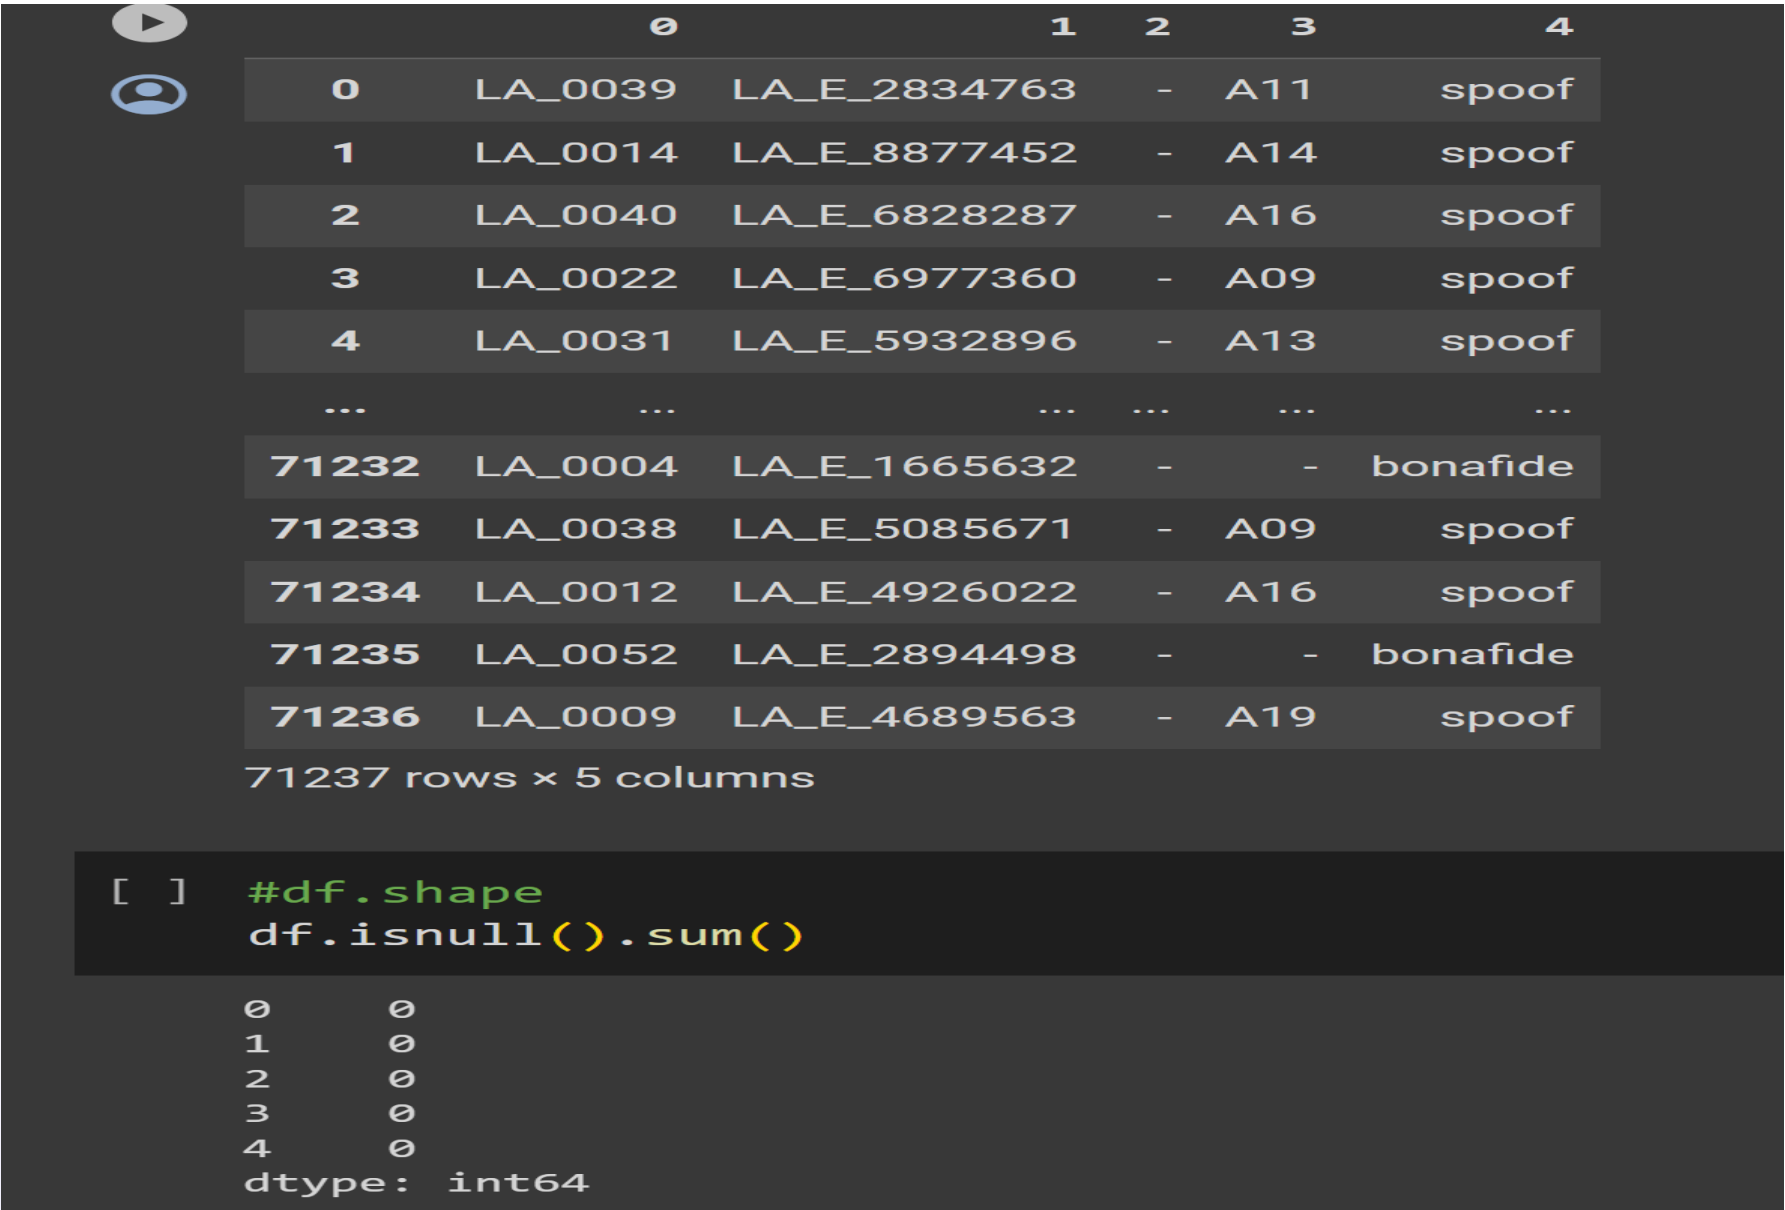 0 1 2 3 4
0 LA_0039 LA_E_2834763 - A11 spoof
1 LA_0014 LA_E_8877452 - A14 spoof
2 LA_0040 LA_E_6828287 - A16 spoof
3 LA_0022 LA_E_6977360 - A09 spoof
4 LA_0031 LA_E_5932896 - A13 spoof
... ... ... ... ... ...
71232 LA_0004 LA_E_1665632 - - bonafide
71233 LA_0038 LA_E_5085671 - A09 spoof
71234 LA_0012 LA_E_4926022 - A16 spoof
71235 LA_0052 LA_E_2894498 - - bonafide
71236 LA_0009 LA_E_4689563 - A19 spoof
71237 rows × 5 columns
[ ] #df.shape
df.isnull().sum()
0 0
1 0
2 0
3 0
4 0
dtype: int64